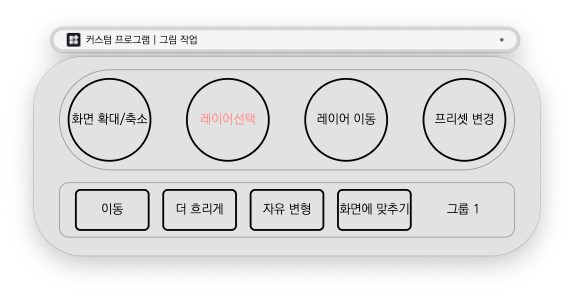 커스텀 프로그램 | 그림 작업
화면 확대/축소 레이어선택 레이어 이동 프리셋 변경
이동 더 흐리게 자유 변형 화면에 맞추기 그룹 1